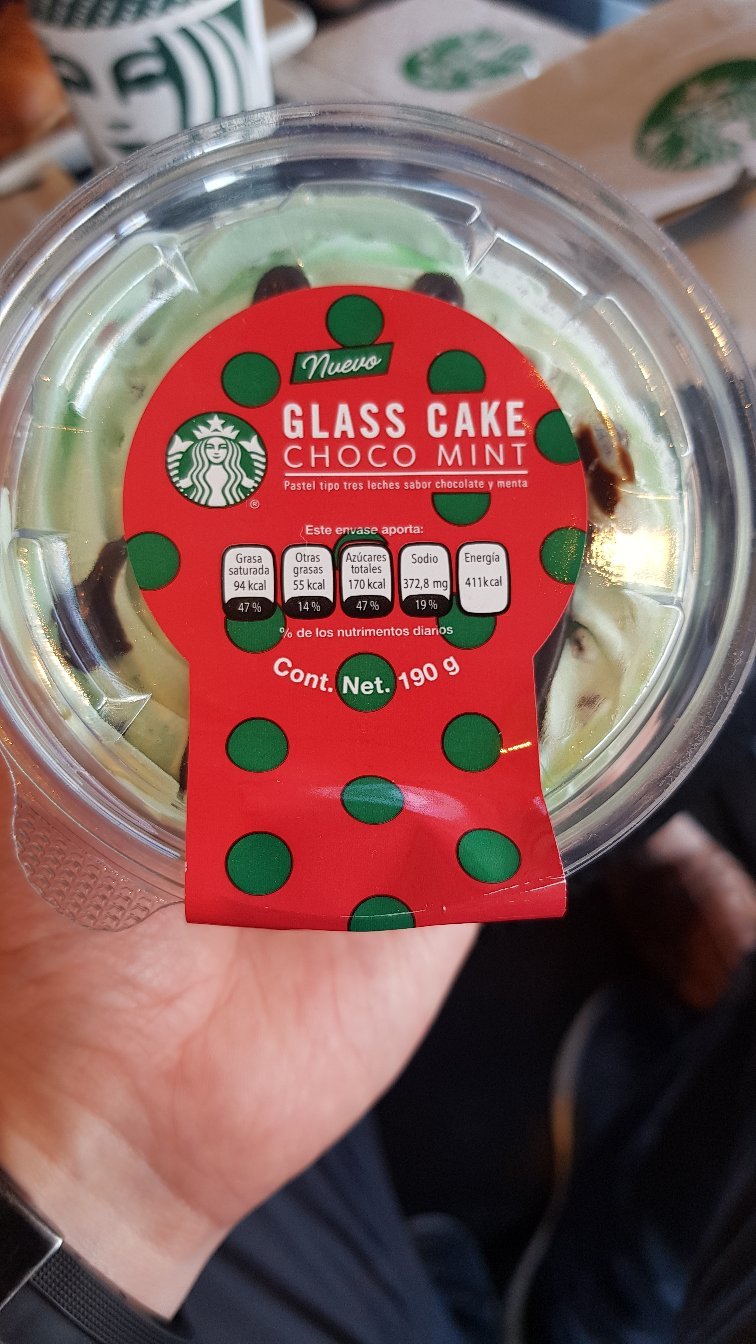 Nuevo
GLASS CAKE
CHOCO MINT
Pastel tipo tres leches sabor chocolate y menta
®
Este envase aporta:
Grasa saturada 94 kcal 47 %
Otras grasas 55 kcal 14 %
Azúcares totales 170 kcal 47 %
Sodio 372,8 mg 19 %
Energía 411kcal
% de los nutrimentos diarios
Cont. Net. 190 g